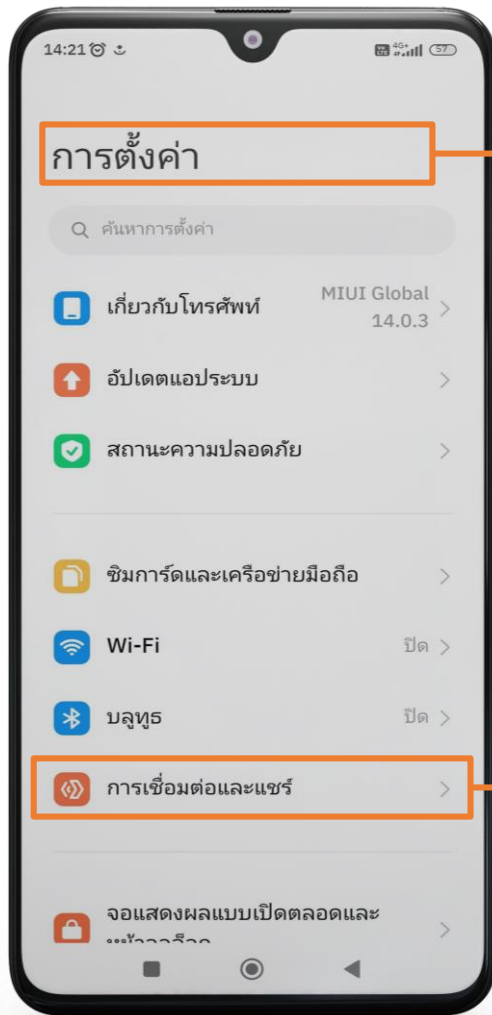 14:21 4G+ 57
การตั้งค่า
ค้นหาการตั้งค่า
เกี่ยวกับโทรศัพท์ MIUI Global
14.0.3
อัปเดตแอประบบ
สถานะความปลอดภัย
ซิมการ์ดและเครือข่ายมือถือ
Wi-Fi ปิด
บลูทูธ ปิด
การเชื่อมต่อและแชร์
จอแสดงผลแบบเปิดตลอดและ